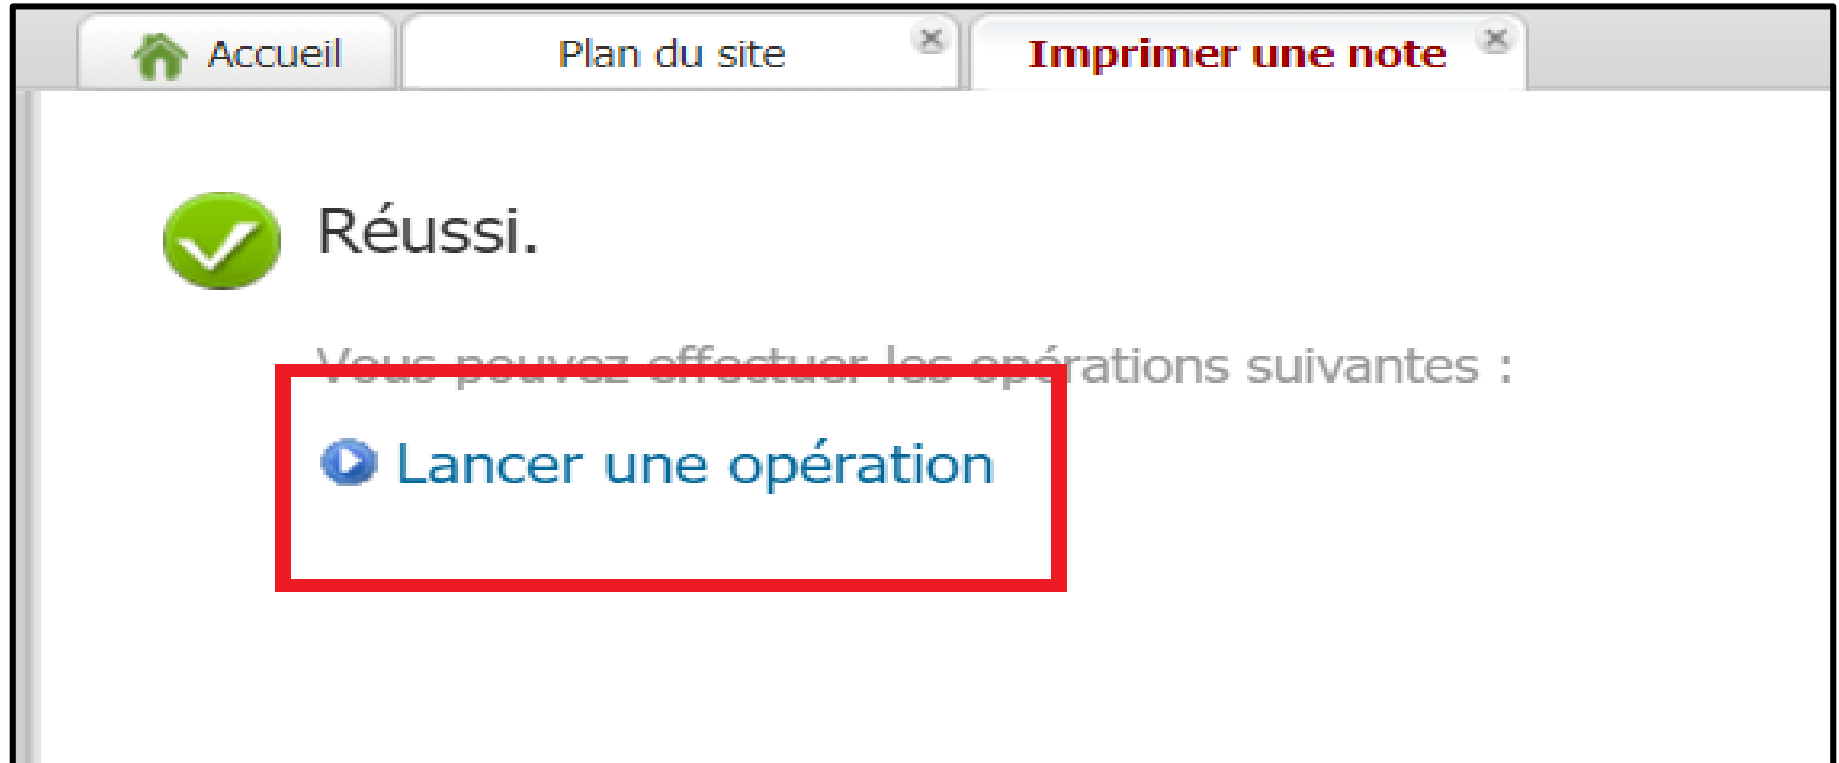 Accueil Plan du site Imprimer une note
Réussi.
Vous pouvez effectuer les opérations suivantes :
Lancer une opération